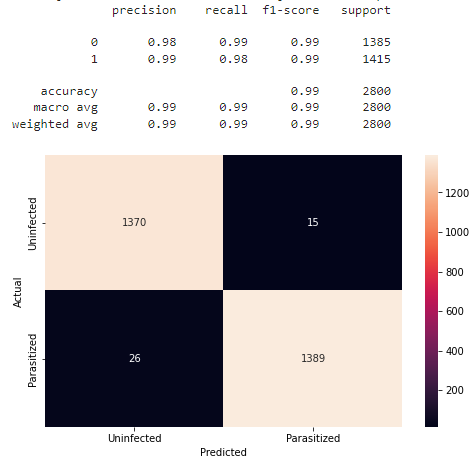 precision recall f1-score support
0 0.98 0.99 0.99 1385
1 0.99 0.98 0.99 1415
accuracy 0.99 2800
macro avg 0.99 0.99 0.99 2800
weighted avg 0.99 0.99 0.99 2800
Uninfected
Parasitized
Actual
1370 15
26 1389
Uninfected Parasitized
Predicted
1200
1000
800
600
400
200